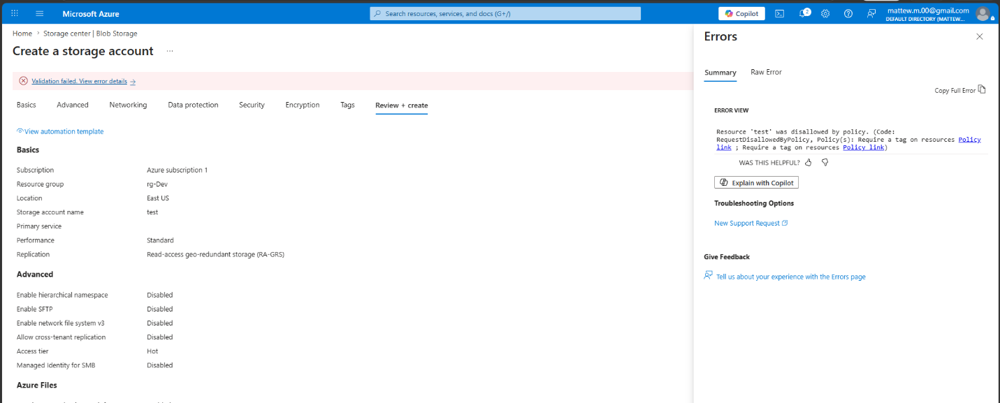 Microsoft Azure
Search resources, services, and docs (G+/)
Copilot
2
mattew.m.00@gmail.com
DEFAULT DIRECTORY (MATTEW...
Home > Storage center | Blob Storage
Create a storage account ...
Validation failed. View error details →
Basics Advanced Networking Data protection Security Encryption Tags Review + create
View automation template
Basics
Subscription Azure subscription 1
Resource group rg-Dev
Location East US
Storage account name test
Primary service
Performance Standard
Replication Read-access geo-redundant storage (RA-GRS)
Advanced
Enable hierarchical namespace Disabled
Enable SFTP Disabled
Enable network file system v3 Disabled
Allow cross-tenant replication Disabled
Access tier Hot
Managed Identity for SMB Disabled
Azure Files
Errors
Summary Raw Error
Copy Full Error
ERROR VIEW
Resource 'test' was disallowed by policy. (Code:
RequestDisallowedByPolicy, Policy(s): Require a tag on resources Policy
link ; Require a tag on resources Policy link)
WAS THIS HELPFUL?
Explain with Copilot
Troubleshooting Options
New Support Request
Give Feedback
Tell us about your experience with the Errors page